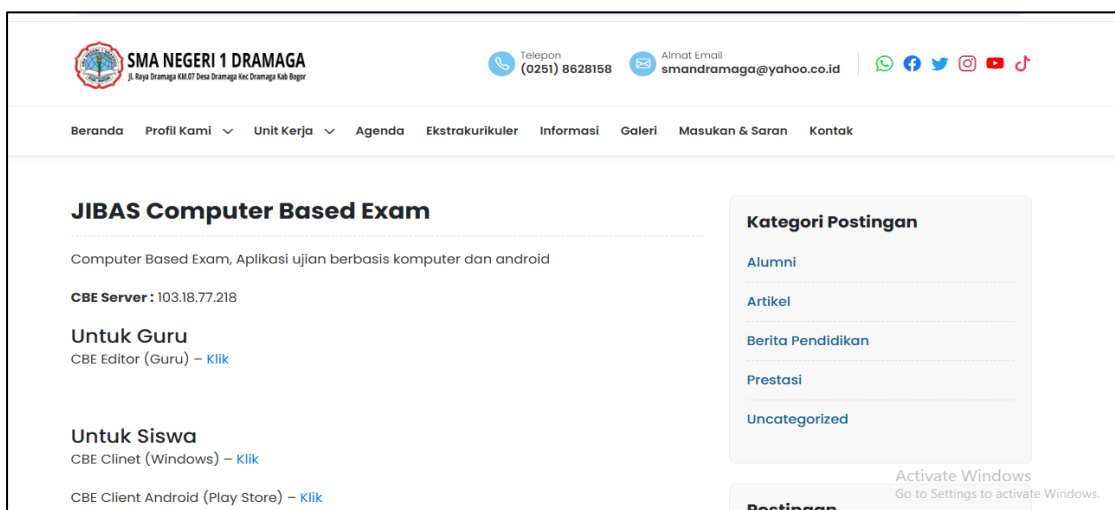 SMA NEGERI 1 DRAMAGA
Jl. Raya Dramaga KM.07 Desa Dramaga Kec Dramaga Kab Bogor
Telepon
(0251) 8628158
Almat Email
smandramaga@yahoo.co.id
Beranda Profil Kami Unit Kerja Agenda Ekstrakurikuler Informasi Galeri Masukan & Saran Kontak
JIBAS Computer Based Exam
Computer Based Exam, Aplikasi ujian berbasis komputer dan android
CBE Server : 103.18.77.218
Untuk Guru
CBE Editor (Guru) – Klik
Untuk Siswa
CBE Clinet (Windows) – Klik
CBE Client Android (Play Store) – Klik
Kategori Postingan
Alumni
Artikel
Berita Pendidikan
Prestasi
Uncategorized
Postingan
Activate Windows
Go to Settings to activate Windows.